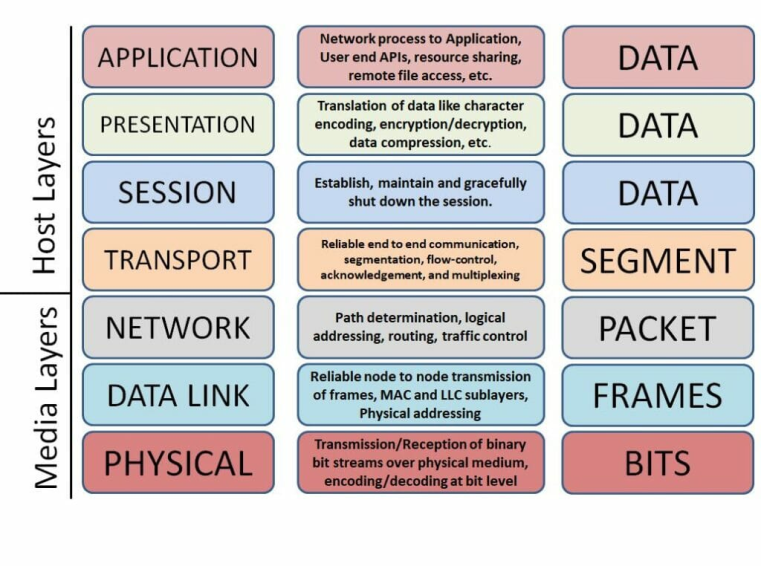 Host Layers
APPLICATION
Network process to Application,
User end APIs, resource sharing,
remote file access, etc.
DATA
PRESENTATION
Translation of data like character
encoding, encryption/decryption,
data compression, etc.
DATA
SESSION
Establish, maintain and gracefully
shut down the session.
DATA
TRANSPORT
Reliable end to end communication,
segmentation, flow-control,
acknowledgement, and multiplexing
SEGMENT
Media Layers
NETWORK
Path determination, logical
addressing, routing, traffic control
PACKET
DATA LINK
Reliable node to node transmission
of frames, MAC and LLC sublayers,
Physical addressing
FRAMES
PHYSICAL
Transmission/Reception of binary
bit streams over physical medium,
encoding/decoding at bit level
BITS